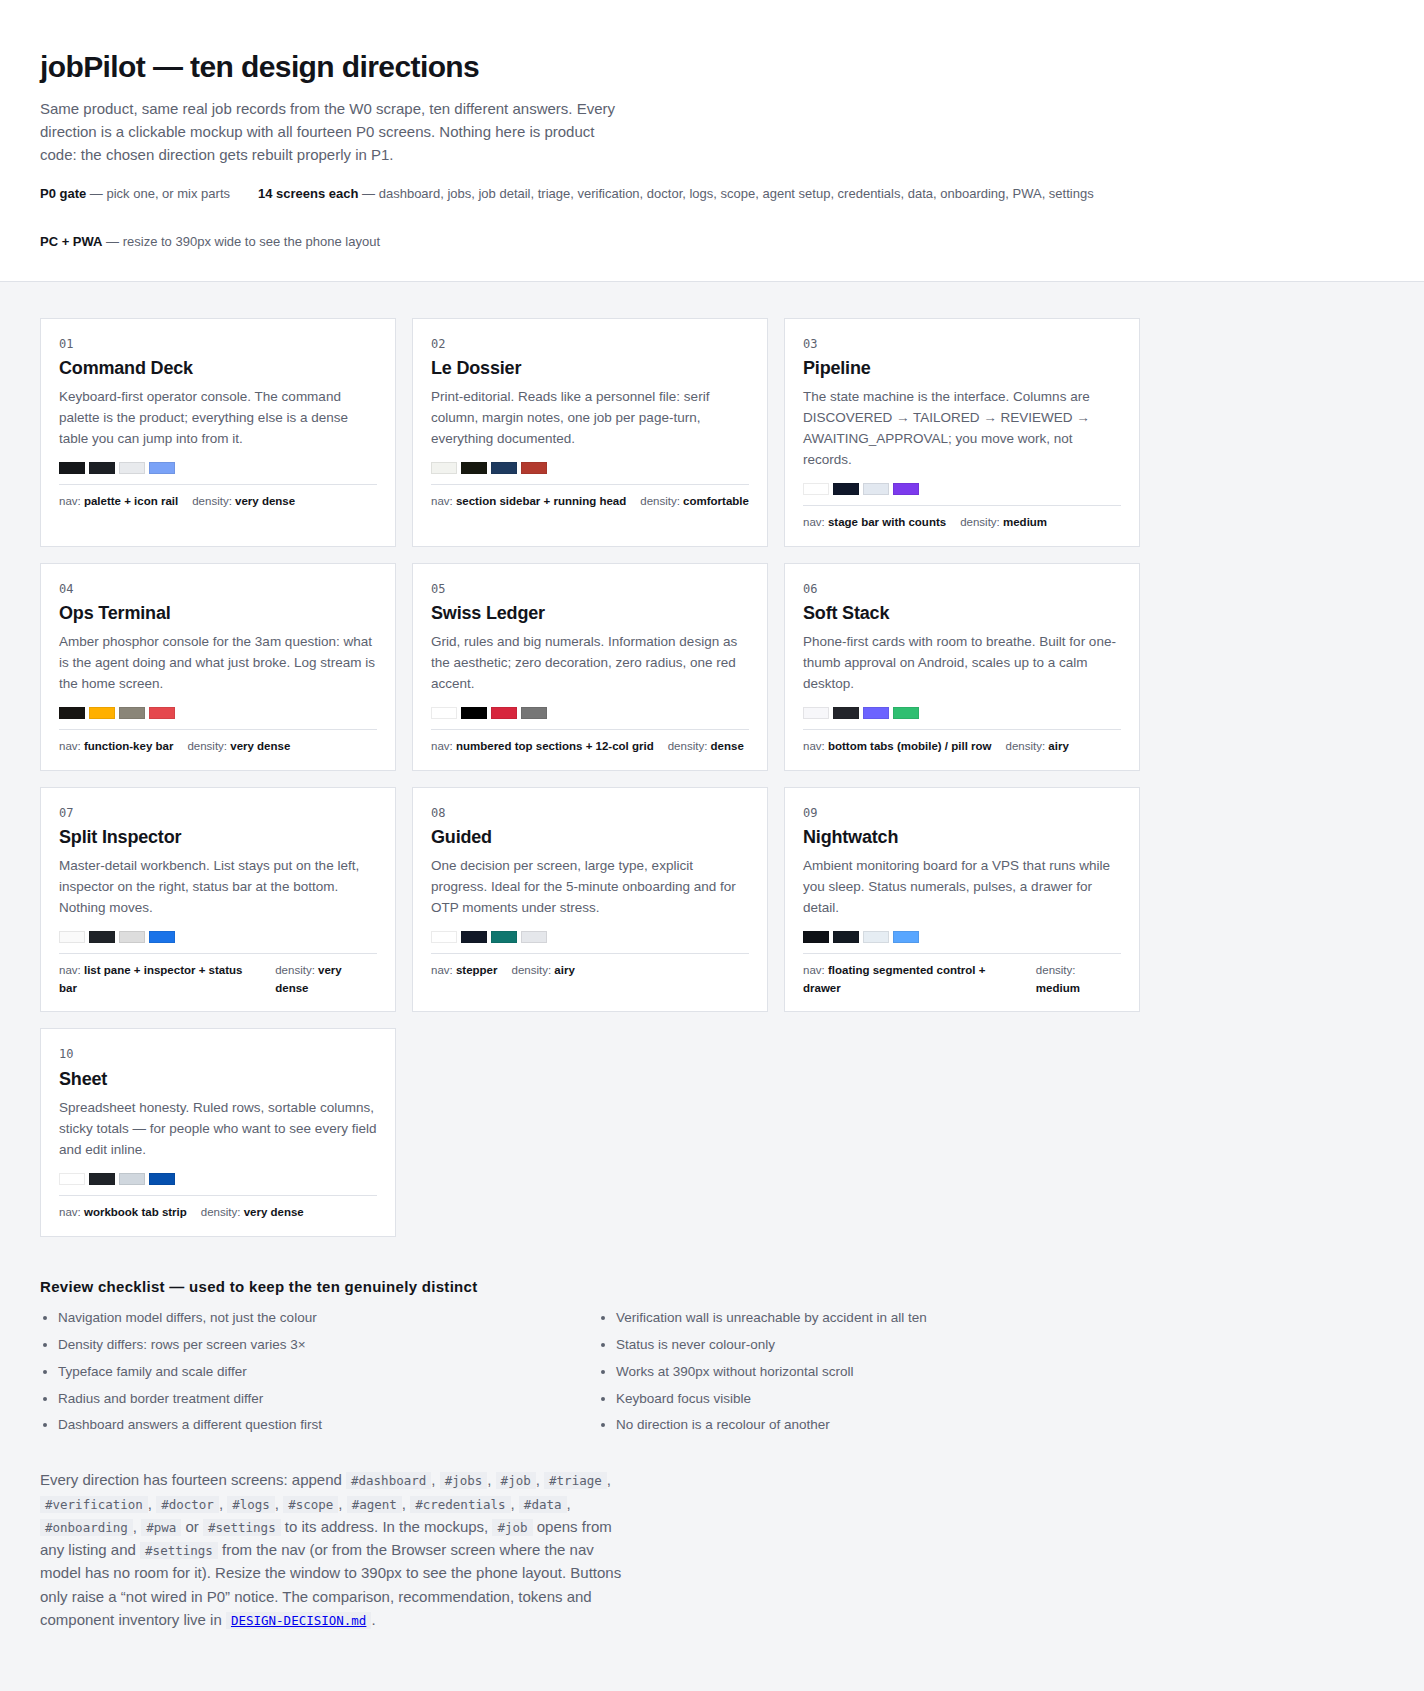 jobPilot — ten design directions
Same product, same real job records from the W0 scrape, ten different answers. Every
direction is a clickable mockup with all fourteen P0 screens. Nothing here is product
code: the chosen direction gets rebuilt properly in P1.
P0 gate — pick one, or mix parts
14 screens each — dashboard, jobs, job detail, triage, verification, doctor, logs, scope, agent setup, credentials, data, onboarding, PWA, settings
PC + PWA — resize to 390px wide to see the phone layout
01
Command Deck
Keyboard-first operator console. The command
palette is the product; everything else is a dense
table you can jump into from it.
nav: palette + icon rail density: very dense
02
Le Dossier
Print-editorial. Reads like a personnel file: serif
column, margin notes, one job per page-turn,
everything documented.
nav: section sidebar + running head density: comfortable
03
Pipeline
The state machine is the interface. Columns are
DISCOVERED → TAILORED → REVIEWED →
AWAITING_APPROVAL; you move work, not
records.
nav: stage bar with counts density: medium
04
Ops Terminal
Amber phosphor console for the 3am question: what
is the agent doing and what just broke. Log stream is
the home screen.
nav: function-key bar density: very dense
05
Swiss Ledger
Grid, rules and big numerals. Information design as
the aesthetic; zero decoration, zero radius, one red
accent.
nav: numbered top sections + 12-col grid density: dense
06
Soft Stack
Phone-first cards with room to breathe. Built for one-
thumb approval on Android, scales up to a calm
desktop.
nav: bottom tabs (mobile) / pill row density: airy
07
Split Inspector
Master-detail workbench. List stays put on the left,
inspector on the right, status bar at the bottom.
Nothing moves.
nav: list pane + inspector + status
bar
density: very
dense
08
Guided
One decision per screen, large type, explicit
progress. Ideal for the 5-minute onboarding and for
OTP moments under stress.
nav: stepper density: airy
09
Nightwatch
Ambient monitoring board for a VPS that runs while
you sleep. Status numerals, pulses, a drawer for
detail.
nav: floating segmented control +
drawer
density:
medium
10
Sheet
Spreadsheet honesty. Ruled rows, sortable columns,
sticky totals — for people who want to see every field
and edit inline.
nav: workbook tab strip density: very dense
Review checklist — used to keep the ten genuinely distinct
Navigation model differs, not just the colour
Density differs: rows per screen varies 3×
Typeface family and scale differ
Radius and border treatment differ
Dashboard answers a different question first
Verification wall is unreachable by accident in all ten
Status is never colour-only
Works at 390px without horizontal scroll
Keyboard focus visible
No direction is a recolour of another
Every direction has fourteen screens: append #dashboard, #jobs, #job, #triage,
#verification, #doctor, #logs, #scope, #agent, #credentials, #data,
#onboarding, #pwa or #settings to its address. In the mockups, #job opens from
any listing and #settings from the nav (or from the Browser screen where the nav
model has no room for it). Resize the window to 390px to see the phone layout. Buttons
only raise a “not wired in P0” notice. The comparison, recommendation, tokens and
component inventory live in DESIGN-DECISION.md.